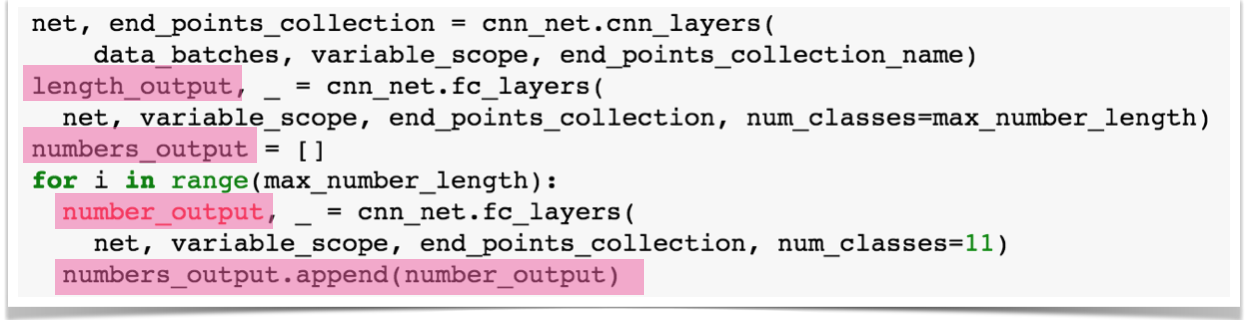 net, end_points_collection = cnn_net.cnn_layers(
    data_batches, variable_scope, end_points_collection_name)
length_output, _ = cnn_net.fc_layers(
  net, variable_scope, end_points_collection, num_classes=max_number_length)
numbers_output = []
for i in range(max_number_length):
  number_output, _ = cnn_net.fc_layers(
    net, variable_scope, end_points_collection, num_classes=11)
  numbers_output.append(number_output)